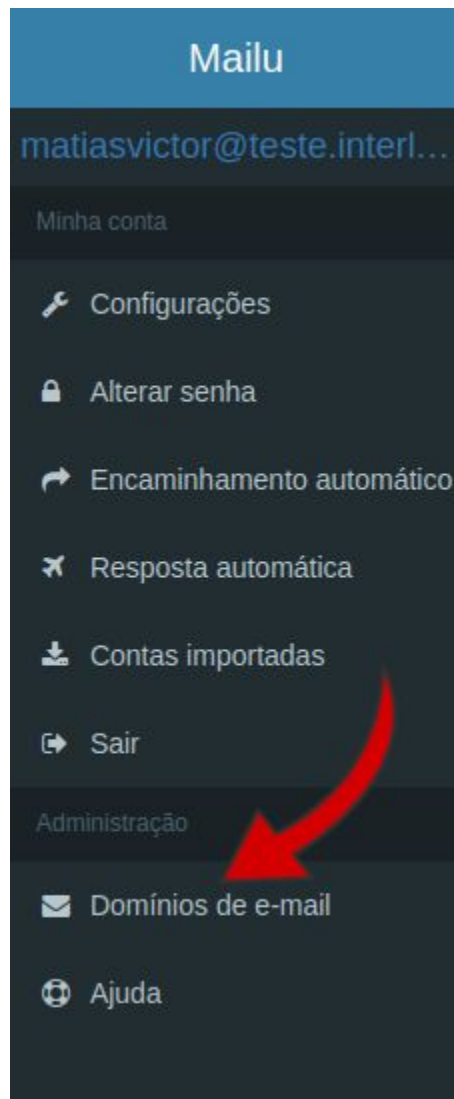 Mailu
matiasvictor@teste.interl...
Minha conta
Configurações
Alterar senha
Encaminhamento automático
Resposta automática
Contas importadas
Sair
Administração
Domínios de e-mail
Ajuda